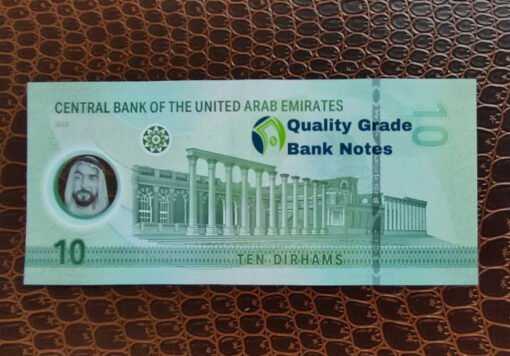 CENTRAL BANK OF THE UNITED ARAB EMIRATES
2022
10
Quality Grade
Bank Notes
10
TEN DIRHAMS